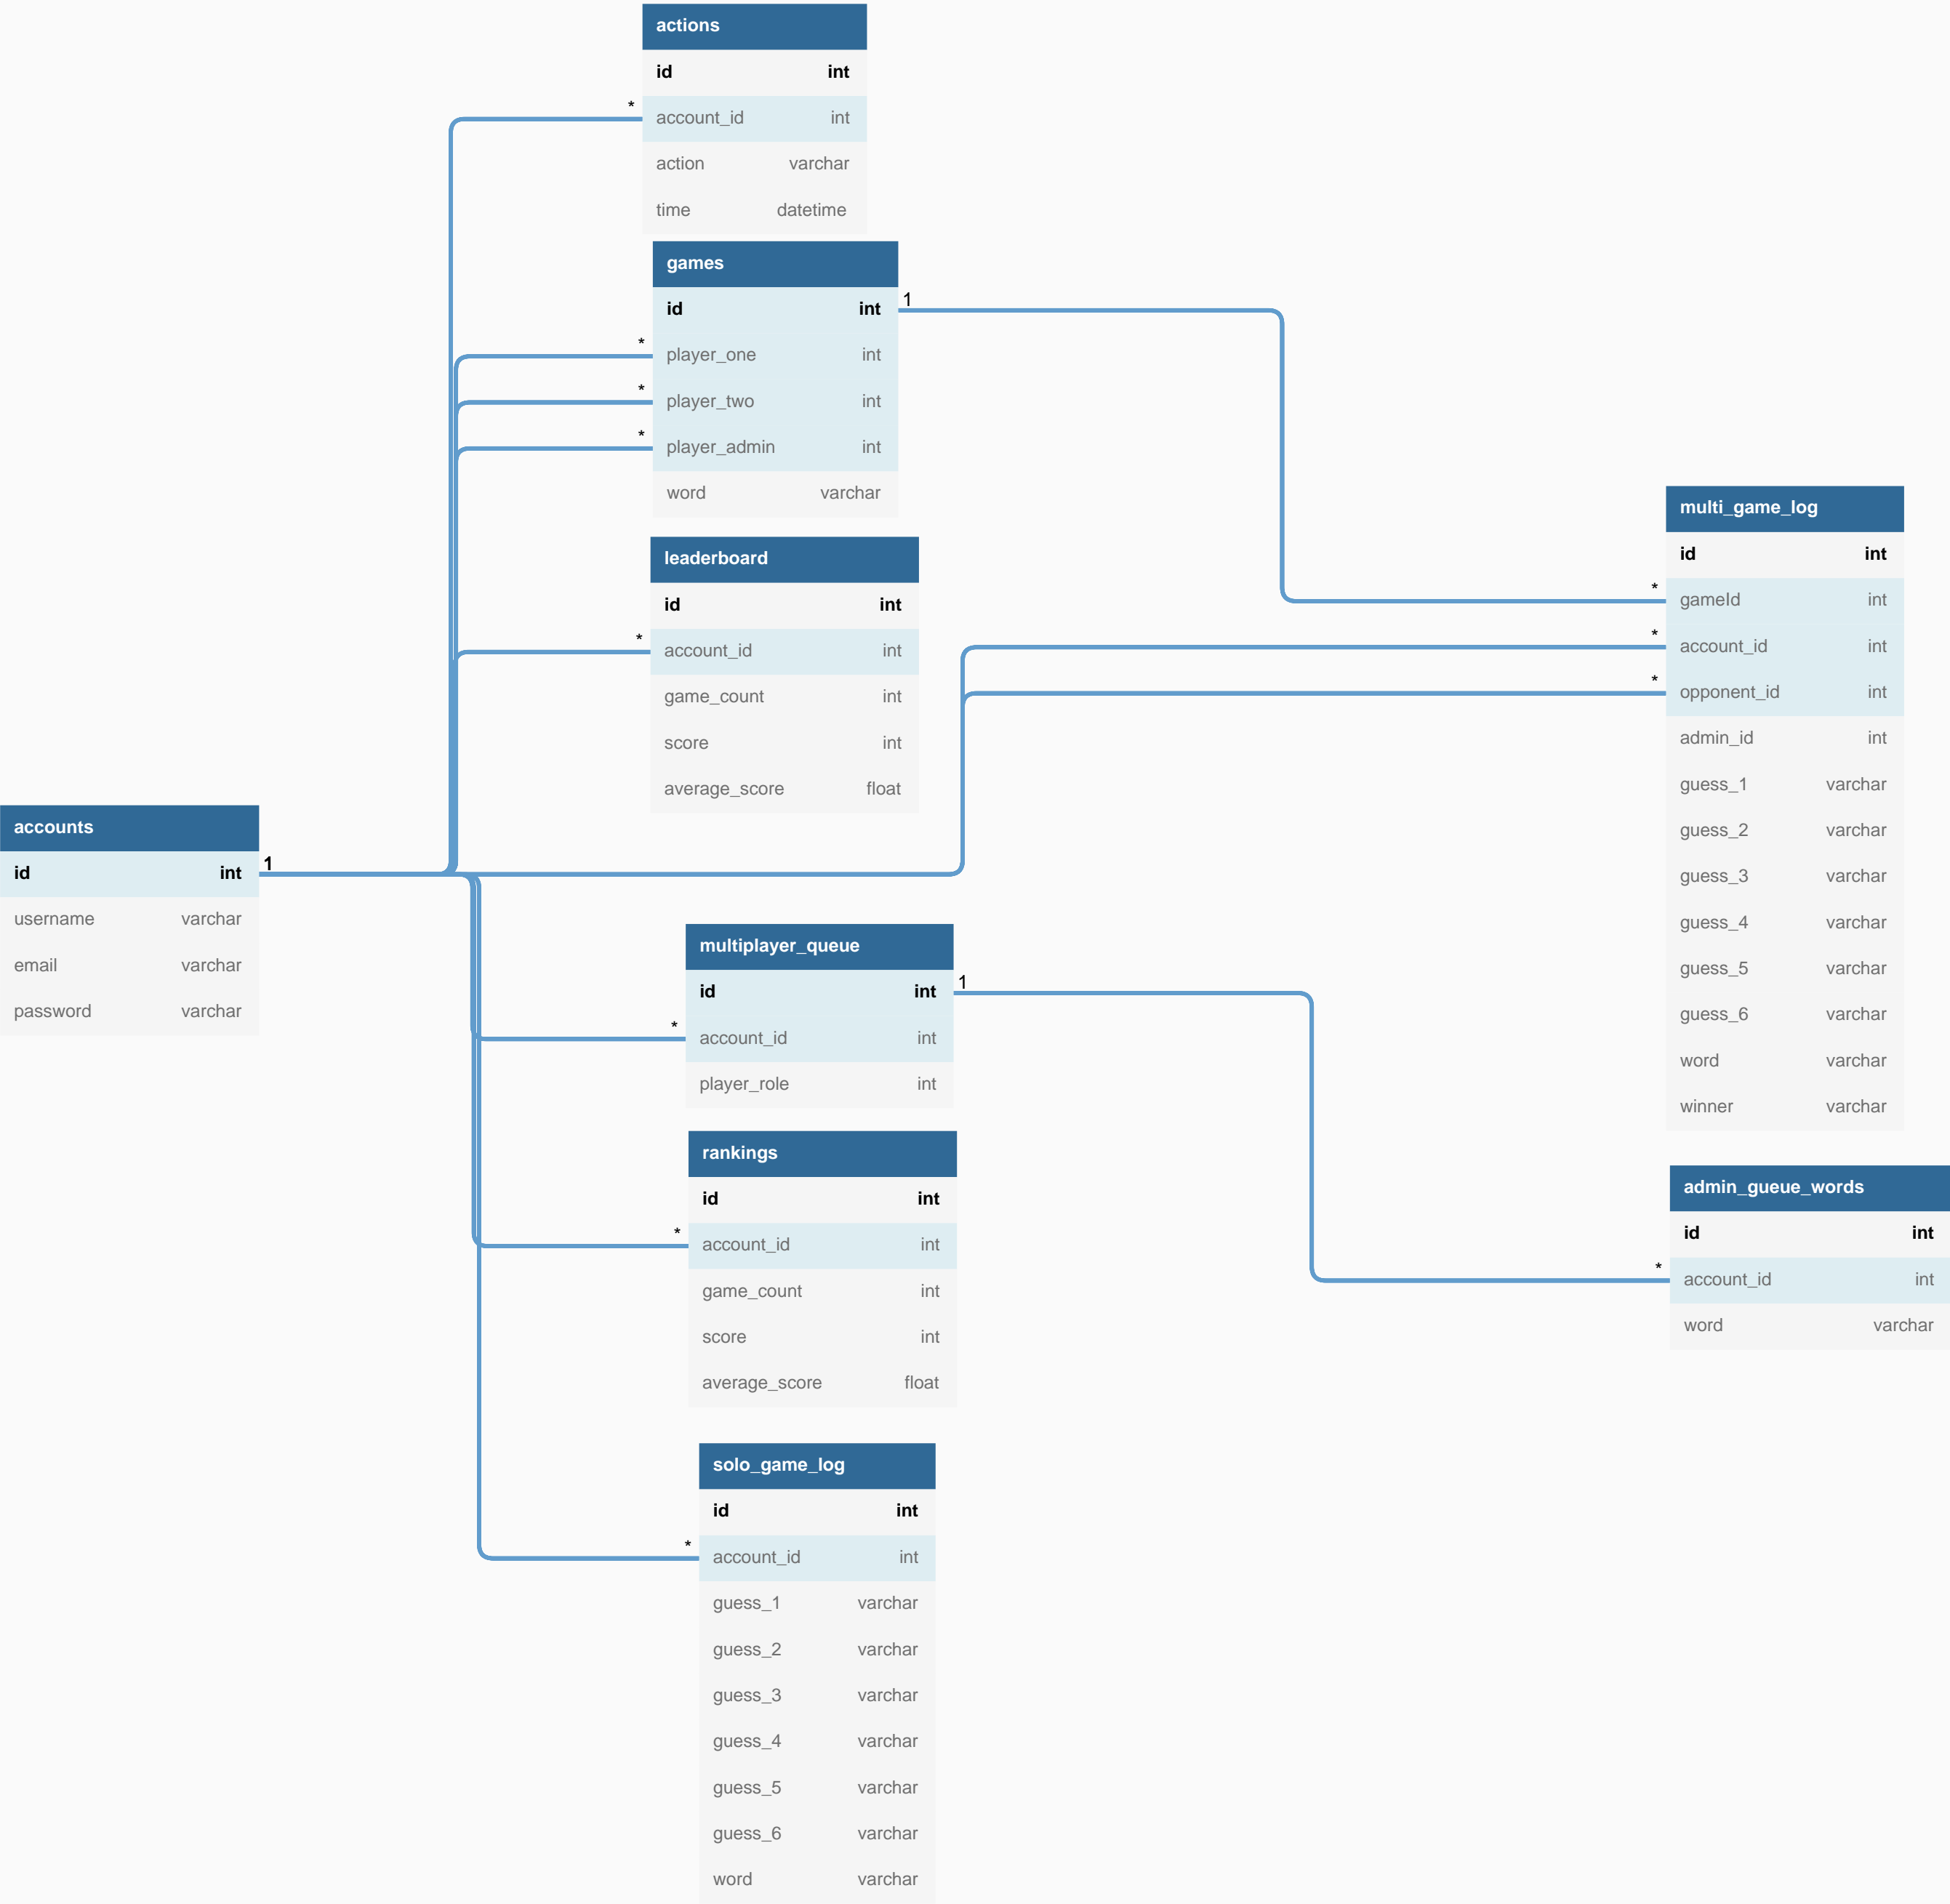 actions
id int
* account_id int
action varchar
time datetime
games
id int 1
* player_one int
* player_two int
* player_admin int
word varchar
leaderboard
id int
* account_id int
game_count int
score int
average_score float
accounts
id int 1
username varchar
email varchar
password varchar
multiplayer_queue
id int 1
* account_id int
player_role int
rankings
id int
* account_id int
game_count int
score int
average_score float
solo_game_log
id int
* account_id int
guess_1 varchar
guess_2 varchar
guess_3 varchar
guess_4 varchar
guess_5 varchar
guess_6 varchar
word varchar
multi_game_log
id int
* gameId int
* account_id int
* opponent_id int
admin_id int
guess_1 varchar
guess_2 varchar
guess_3 varchar
guess_4 varchar
guess_5 varchar
guess_6 varchar
word varchar
winner varchar
admin_gueue_words
id int
* account_id int
word varchar